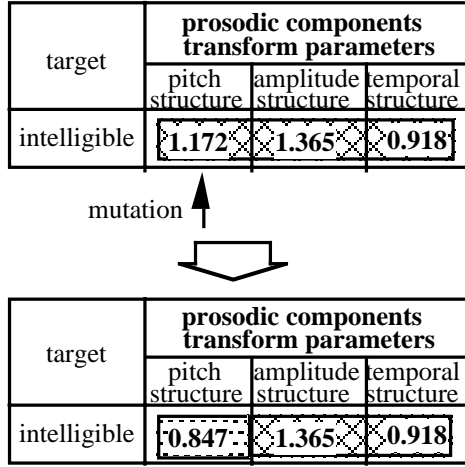 target
prosodic components
transform parameters
pitch structure
amplitude structure
temporal structure
intelligible 1.172 1.365 0.918
mutation
target
prosodic components
transform parameters
pitch structure
amplitude structure
temporal structure
intelligible 0.847 1.365 0.918